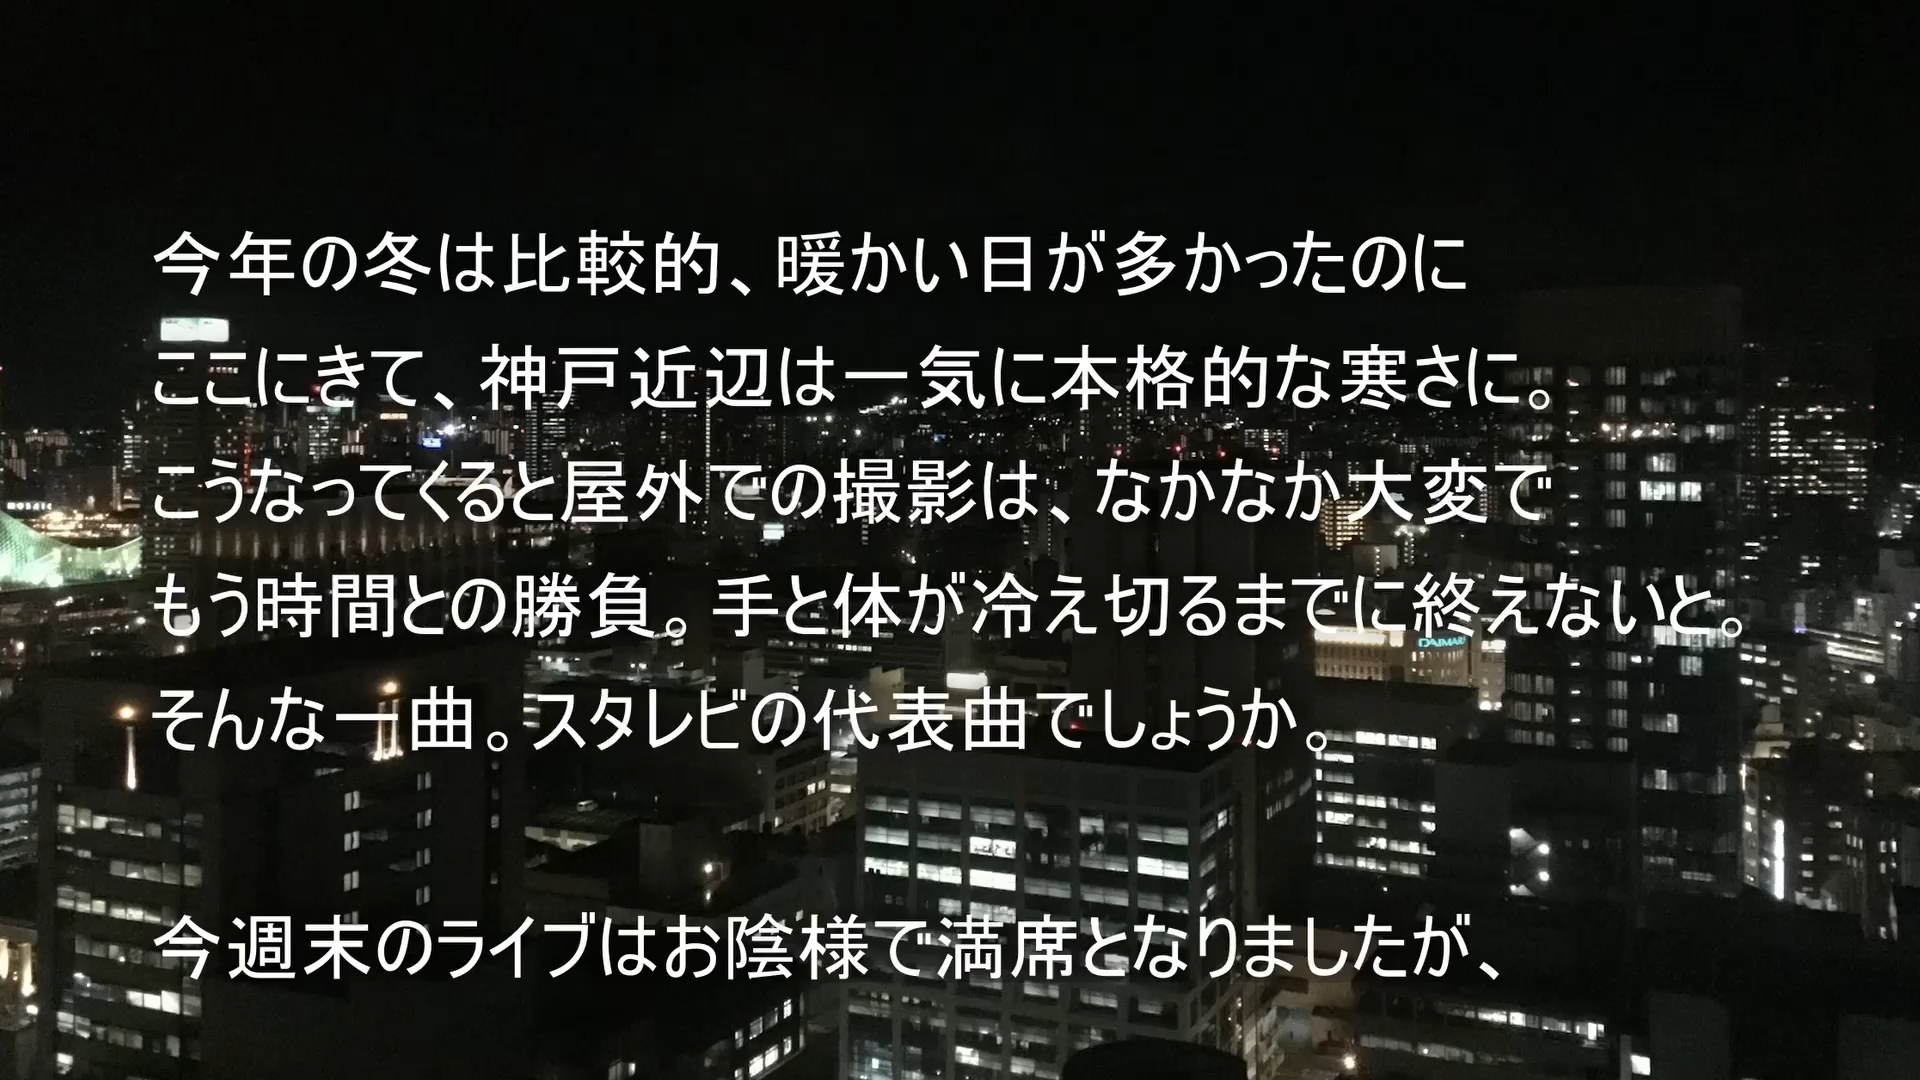 今年の冬は比較的、暖かい日が多かったのに
ここにきて、神戸近辺は一気に本格的な寒さに。
こうなってくると屋外での撮影は、なかなか大変で
もう時間との勝負。手と体が冷え切るまでに終えないと。
そんな一曲。スタレビの代表曲でしょうか。
今週末のライブはお陰様で満席となりましたが、
DAIMARU